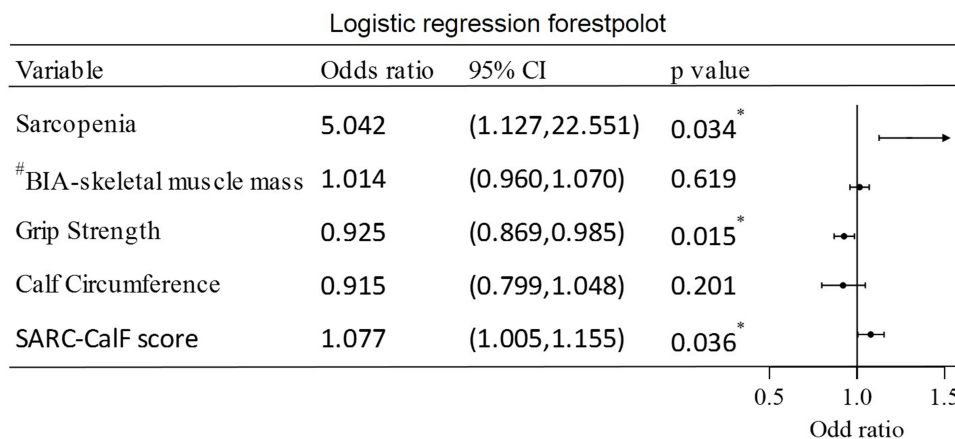 Logistic regression forestpolot
Variable Odds ratio 95% CI p value
Sarcopenia 5.042 (1.127,22.551) 0.034*
#BIA-skeletal muscle mass 1.014 (0.960,1.070) 0.619
Grip Strength 0.925 (0.869,0.985) 0.015*
Calf Circumference 0.915 (0.799,1.048) 0.201
SARC-CalF score 1.077 (1.005,1.155) 0.036*
0.5 1.0 1.5
Odd ratio